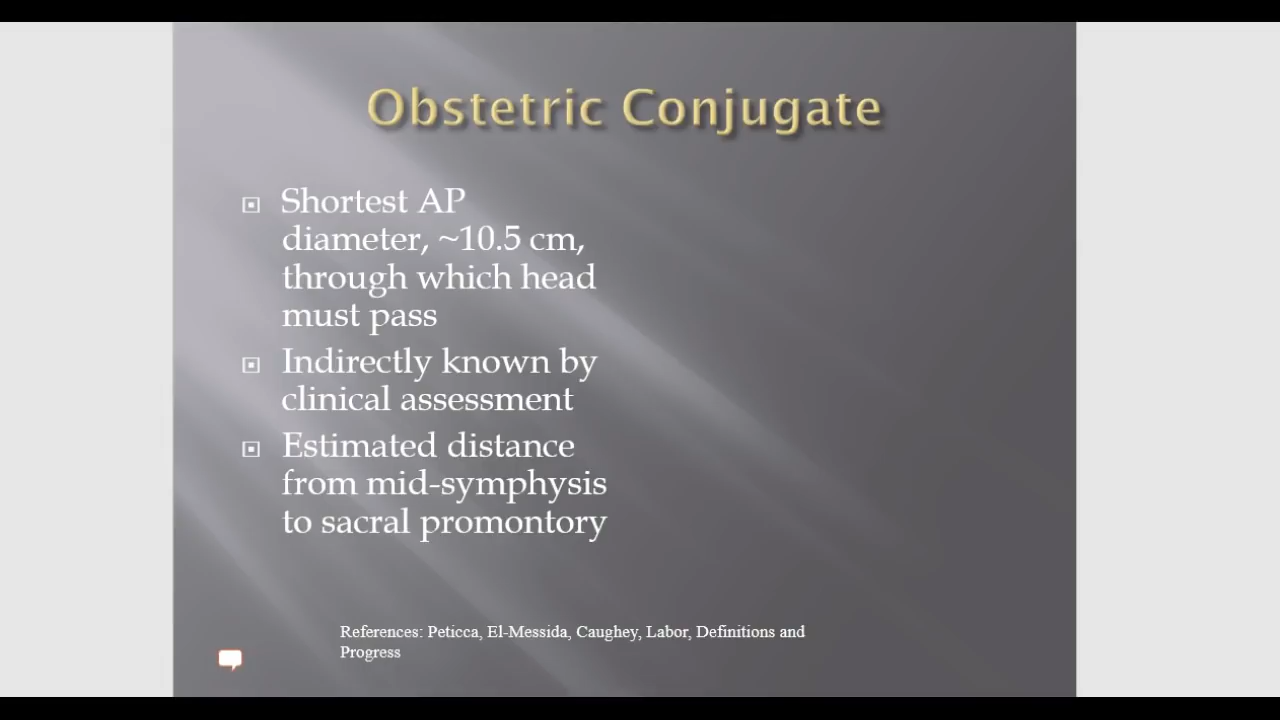 Obstetric Conjugate
Shortest AP
diameter, ~10.5 cm,
through which head
must pass
Indirectly known by
clinical assessment
Estimated distance
from mid-symphysis
to sacral promontory
References: Peticca, El-Messida, Caughey, Labor, Definitions and
Progress